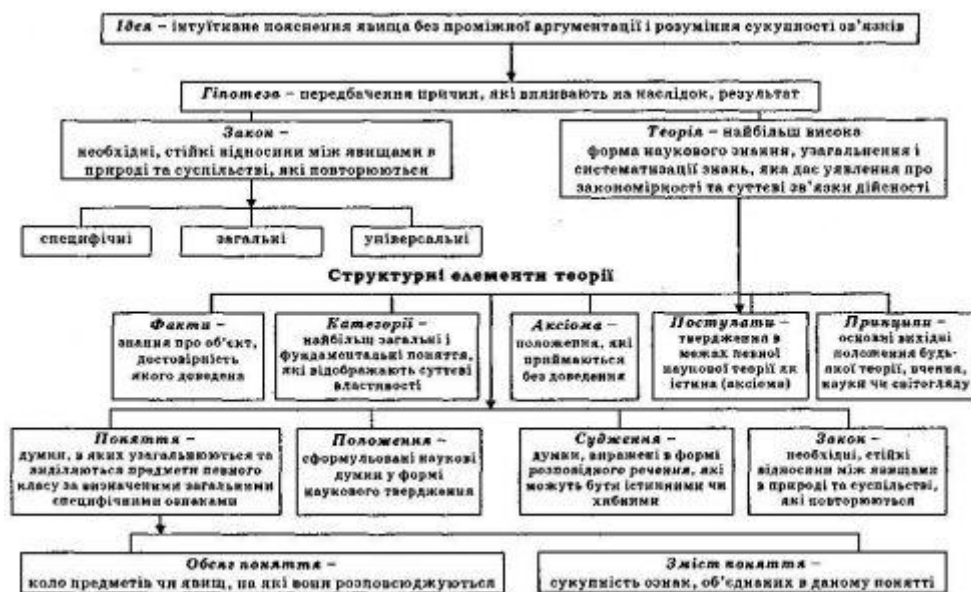 Ідея – інтуїтивне пояснення явища без проміжної аргументації і розуміння сукупності зв'язків
Гіпотеза – передбачення причин, які впливають на наслідок, результат
Закон –
необхідні, стійкі відносини між явищами в
природі та суспільстві, які повторюються
Теорія – найбільш висока
форма наукового знання, узагальнення і
систематизації знань, яка дає уявлення про
закономірності та суттєві зв'язки дійсності
специфічні
загальні
універсальні
Структурні елементи теорії
Факти –
знання про об'єкт,
достовірність
якого доведена
Категорії –
найбільш загальні і
фундаментальні поняття,
які відображають суттєві
властивості
Аксіома –
положення, які
приймаються
без доведення
Постулати –
твердження в
межах певної
наукової теорії як
істина (аксіома)
Принципи –
основні вихідні
положення будь-
якої теорії, вчення,
науки чи світогляду
Поняття –
думки, в яких узагальнюються та
виділяються предмети певного
класу за визначеними загальними
специфічними ознаками
Положення –
сформульовані наукові
думки у формі
наукового твердження
Судження –
думки, виражені в формі
розповідного речення, які
можуть бути істинними чи
хибними
Закон –
необхідні, стійкі
відносини між явищами
в природі та суспільстві,
які повторюються
Обсяг поняття –
коло предметів чи явищ, на які вони розповсюджуються
Зміст поняття –
сукупність ознак, об'єднаних в даному понятті